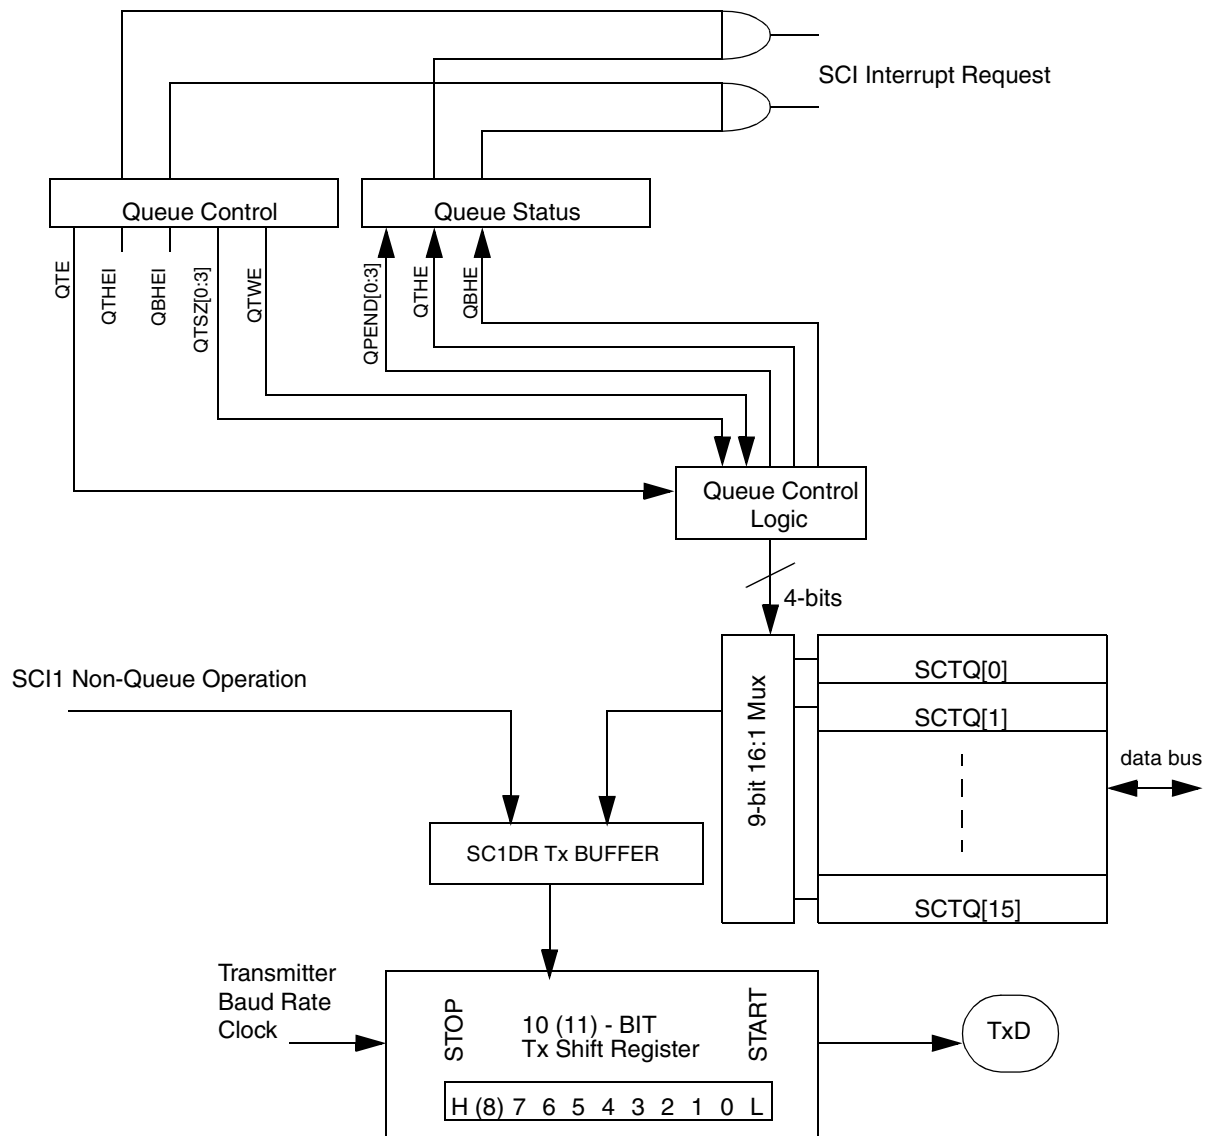 SCI Interrupt Request
Queue Control
Queue Status
QTE
QTHEI
QBHEI
QTSZ[0:3]
QTWE
QPEND[0:3]
QTHE
QBHE
Queue Control
Logic
4-bits
SCI1 Non-Queue Operation
9-bit 16:1 Mux
SCTQ[0]
SCTQ[1]
data bus
SCTQ[15]
SC1DR Tx BUFFER
Transmitter
Baud Rate
Clock
STOP
10 (11) - BIT
Tx Shift Register
START
TxD
H (8) 7 6 5 4 3 2 1 0 L